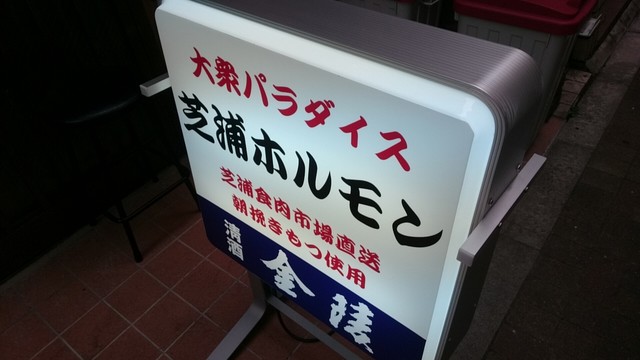 大衆パラダイス
芝浦ホルモン
芝浦食肉市場直送
朝挽きもつ使用
清酒
金陵